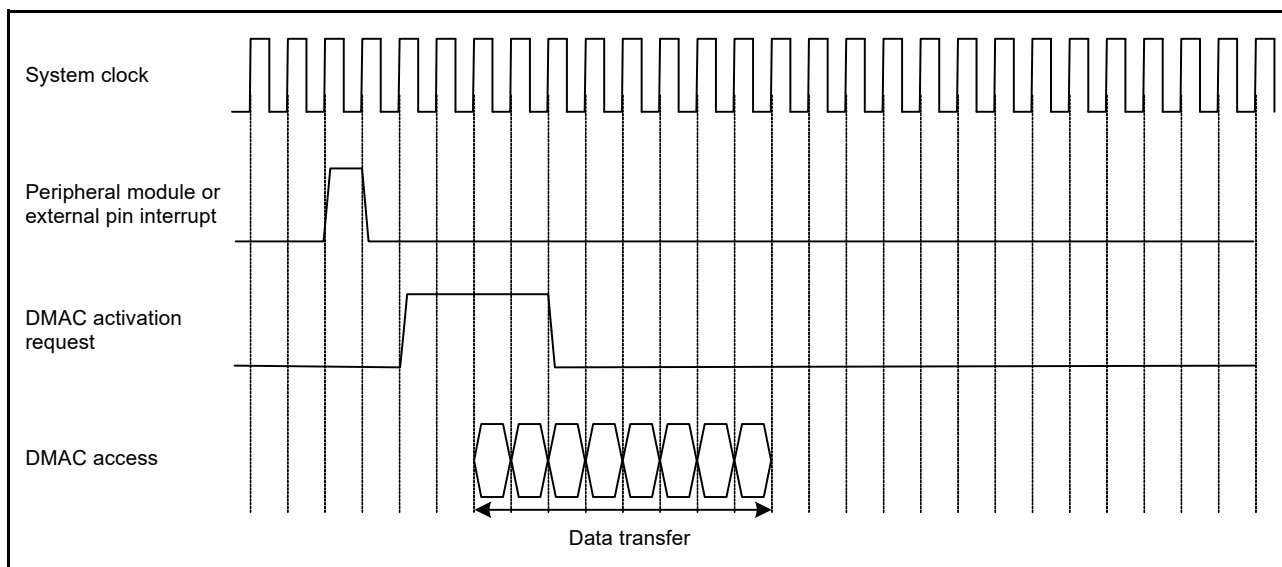 System clock
Peripheral module or
external pin interrupt
DMAC activation
request
DMAC access
Data transfer